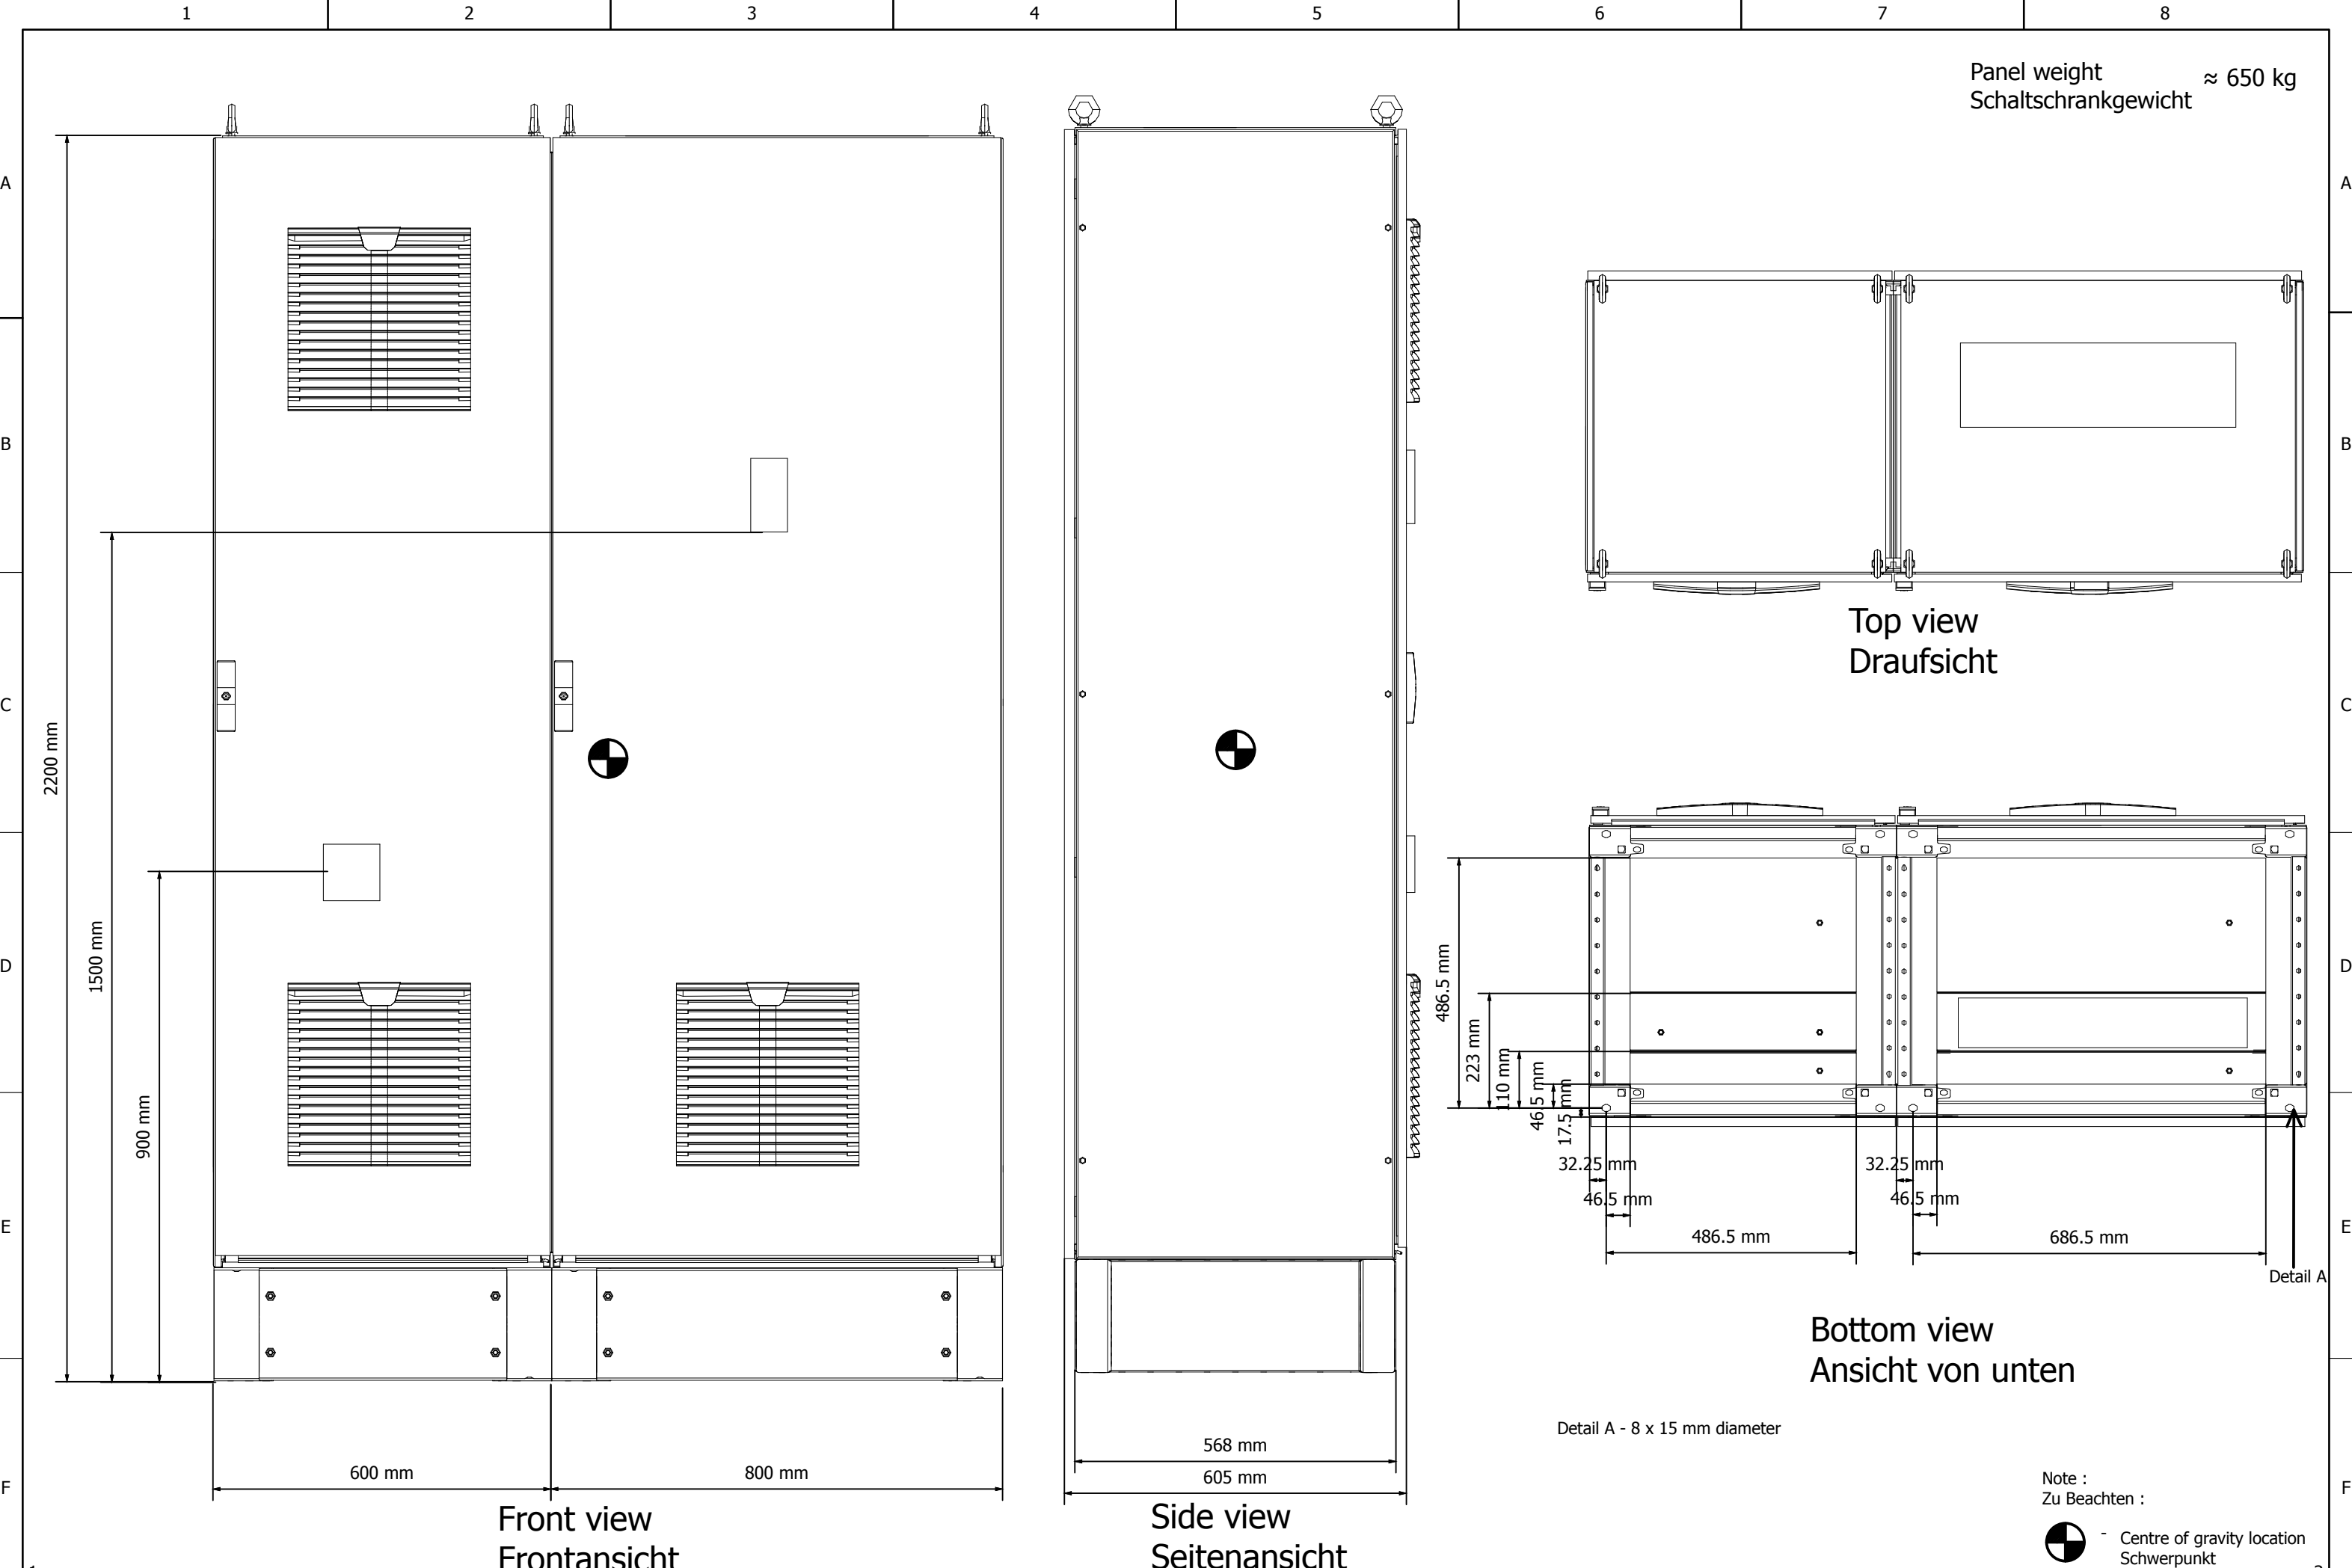 1 2 3 4 5 6 7 8
Panel weight
Schaltschrankgewicht
≈ 650 kg
A A
B B
C C
D D
E E
F F
2200 mm
1500 mm
900 mm
600 mm
800 mm
Front view
Frontansicht
568 mm
605 mm
Side view
Seitenansicht
Top view
Draufsicht
486.5 mm
223 mm
110 mm
46.5 mm
17.5 mm
32.25 mm
46.5 mm
32.25 mm
46.5 mm
486.5 mm
686.5 mm
Detail A
Bottom view
Ansicht von unten
Detail A - 8 x 15 mm diameter
Note :
Zu Beachten :
- Centre of gravity location
Schwerpunkt